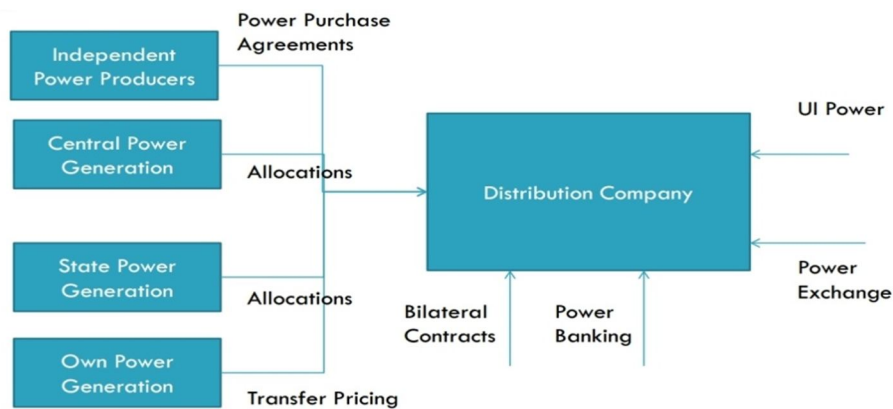 Power Purchase
Agreements
Independent
Power Producers
UI Power
Central Power
Generation
Allocations
Distribution Company
State Power
Generation
Allocations
Power
Exchange
Bilateral
Contracts
Power
Banking
Own Power
Generation
Transfer Pricing